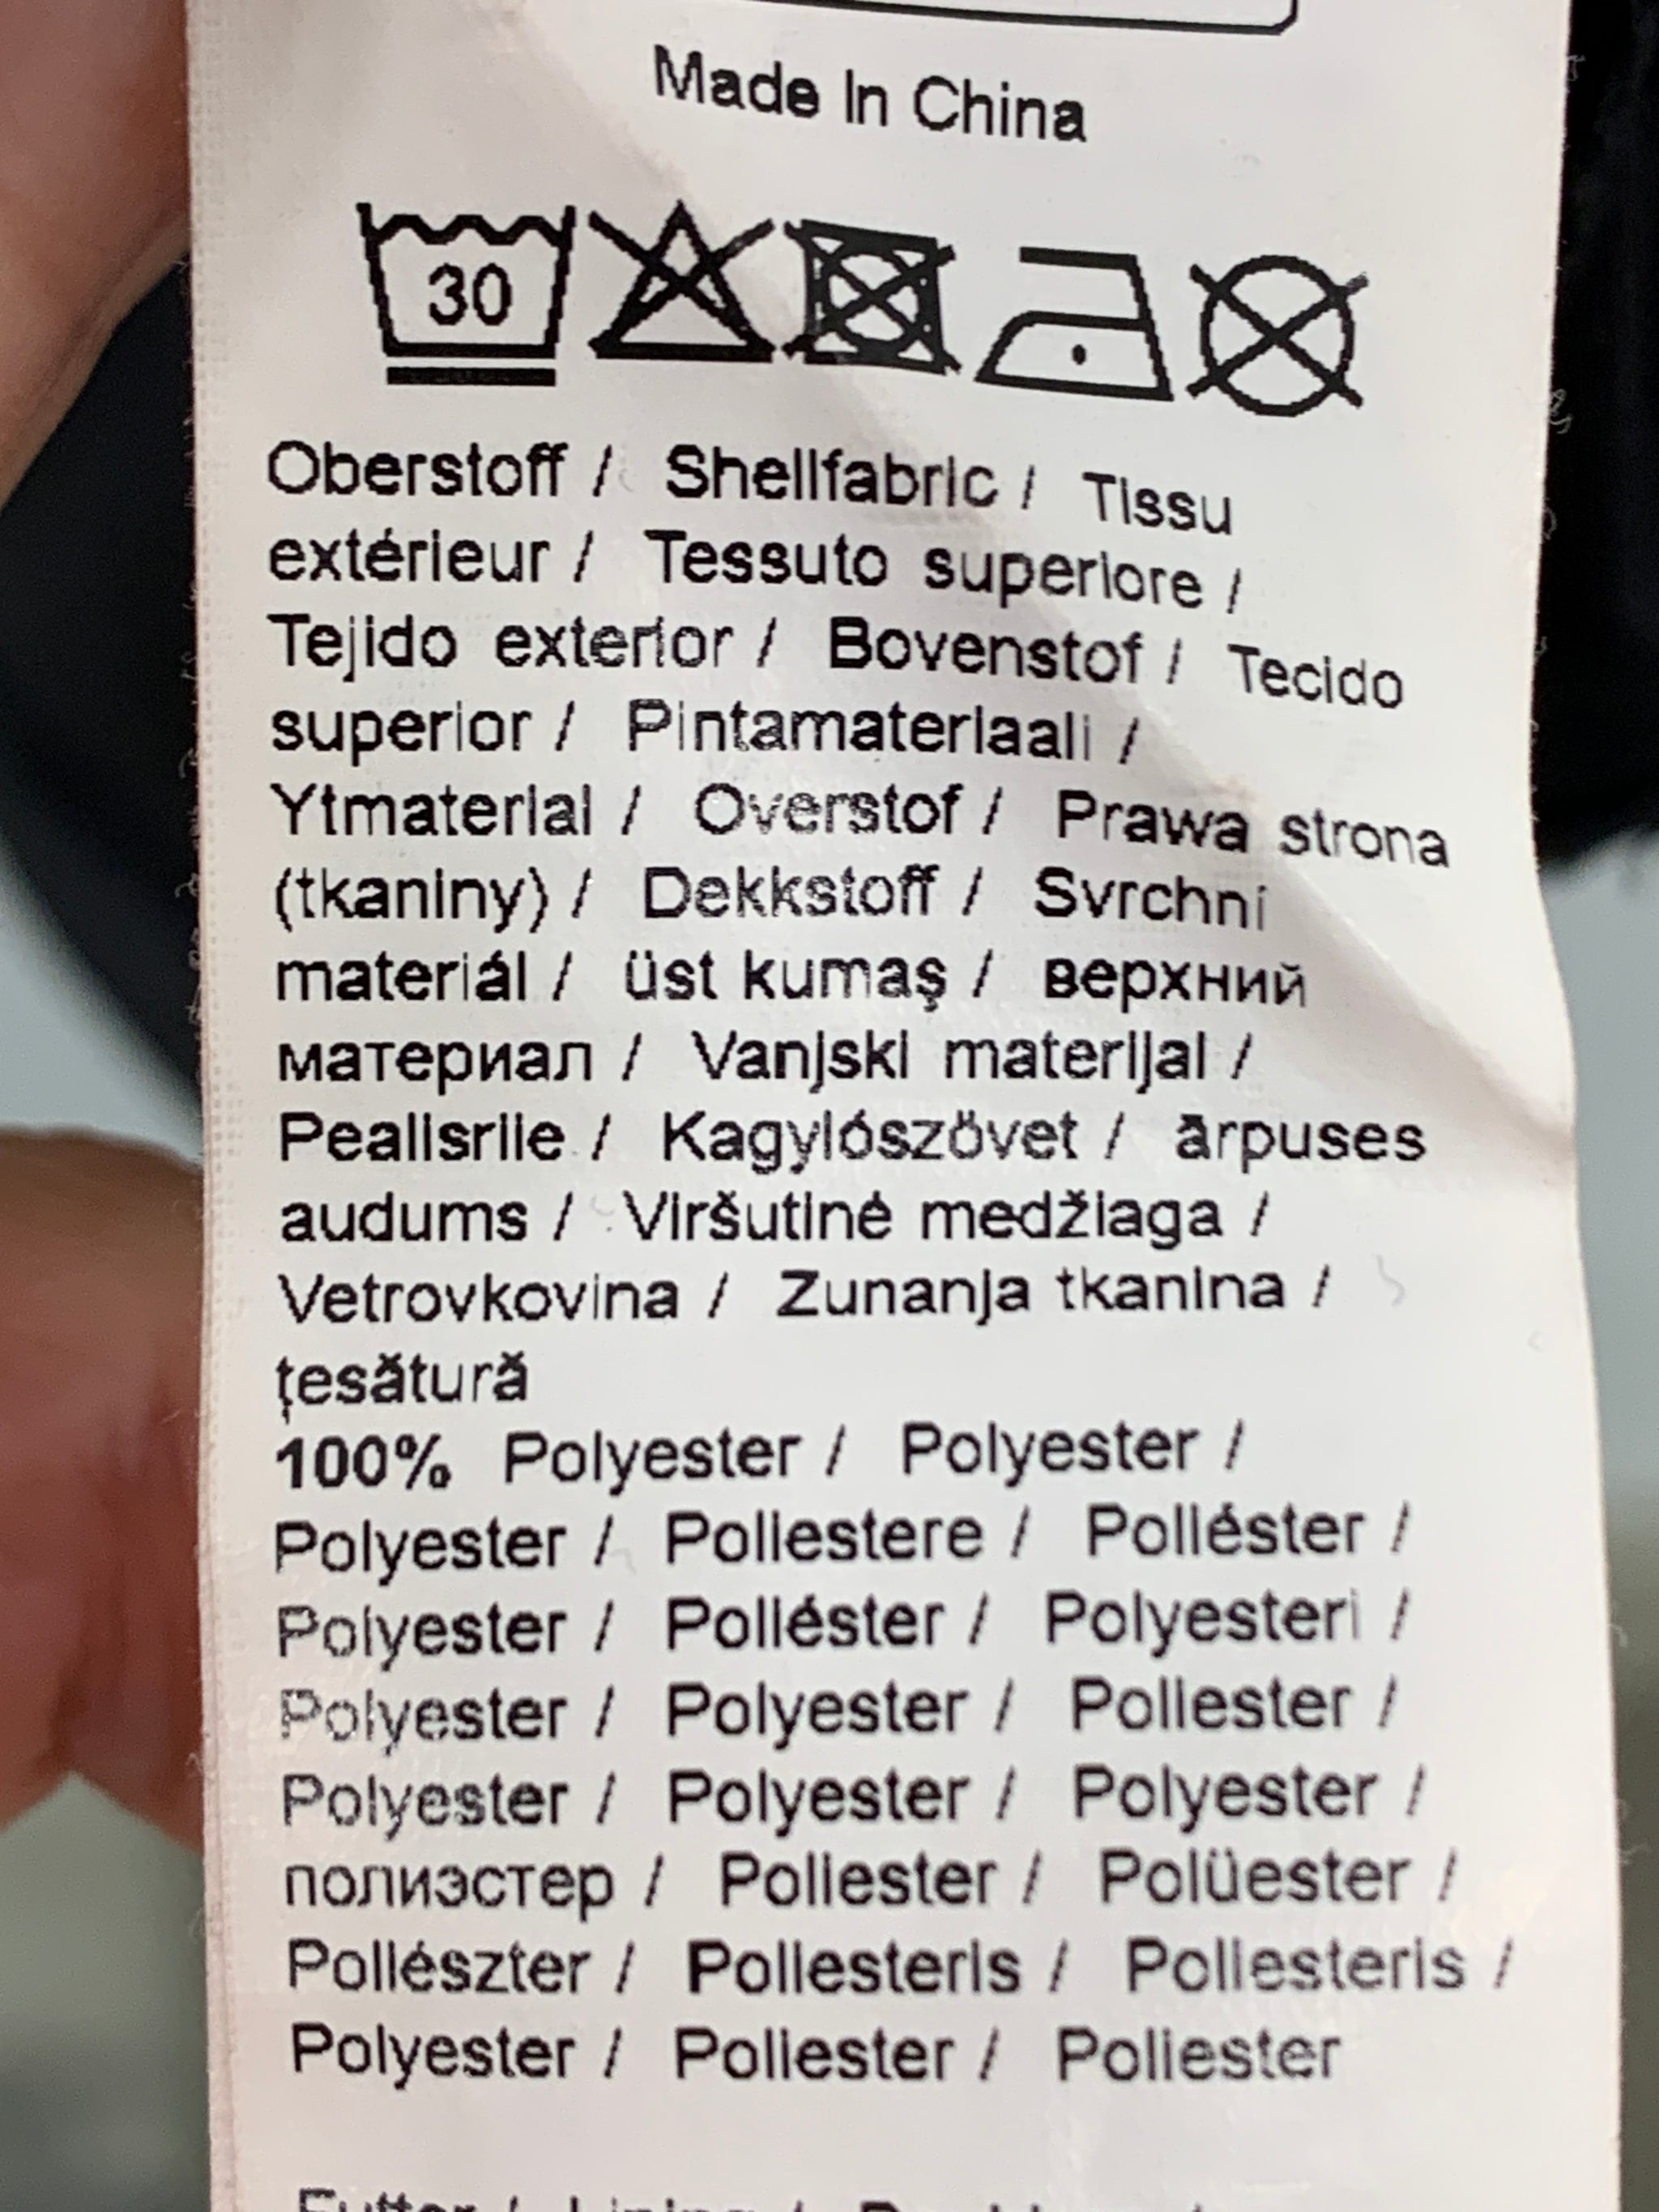 Made In China
30
Oberstoff / Shellfabric / Tissu
extérieur / Tessuto superiore /
Tejido exterior / Bovenstof / Tecido
superior / Pintamateriaali /
Ytmaterial / Overstof / Prawa strona
(tkaniny) / Dekkstoff / Svrchní
materiál / üst kumaş / верхний
материал / Vanjski materijal /
Pealisriie / Kagylószövet / ārpuses
audums / Viršutinė medžiaga /
Vetrovkovina / Zunanja tkanina /
țesătură
100% Polyester / Polyester /
Polyester / Poliestere / Poliéster /
Polyester / Poliéster / Polyesteri /
Polyester / Polyester / Poliester /
Polyester / Polyester / Polyester /
полиэстер / Poliester / Polüester /
Poliészter / Poliesteris / Poliesteris /
Polyester / Poliester / Poliester
Futter / Lining /